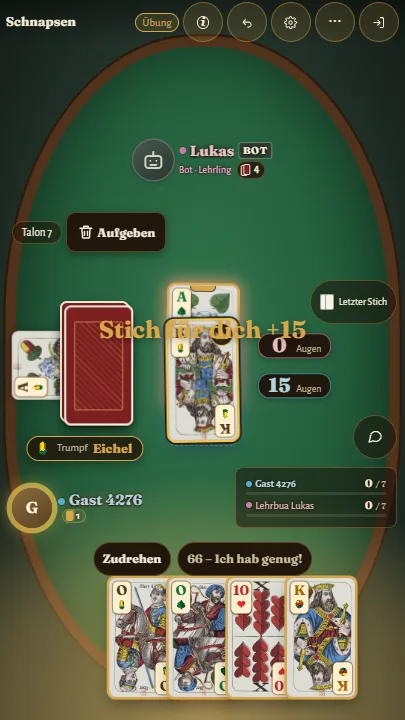 Schnapsen
Übung
Lukas BOT
Bot · Lehrling 4
Talon 7
Aufgeben
A
Letzter Stich
Stich für dich +15
0 Augen
A
15 Augen
K
Trumpf Eichel
G
Gast 4276
1
Gast 4276 0 / 7
Lehrbua Lukas 0 / 7
Zudrehen
66 – Ich hab genug!
O
O
10
K
O
O
10
K